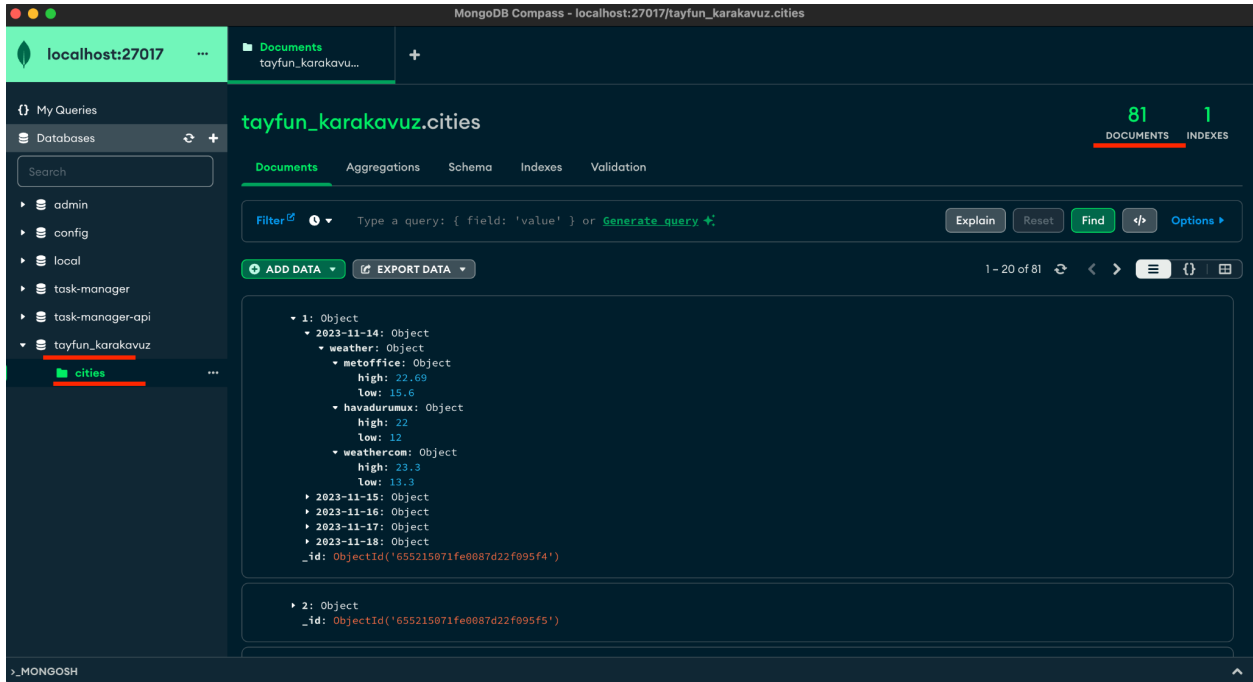 MongoDB Compass - localhost:27017/tayfun_karakavuz.cities
localhost:27017 ...
Documents
tayfun_karakavu...
+
{} My Queries
Databases
Search
admin
config
local
task-manager
task-manager-api
tayfun_karakavuz
cities ...
tayfun_karakavuz.cities
81 1
DOCUMENTS INDEXES
Documents Aggregations Schema Indexes Validation
Filter Type a query: { field: 'value' } or Generate query Explain Reset Find </> Options
ADD DATA EXPORT DATA 1 – 20 of 81 {}
1: Object
2023-11-14: Object
weather: Object
metoffice: Object
high: 22.69
low: 15.6
havadurumux: Object
high: 22
low: 12
weathercom: Object
high: 23.3
low: 13.3
2023-11-15: Object
2023-11-16: Object
2023-11-17: Object
2023-11-18: Object
_id: ObjectId('655215071fe0087d22f095f4')
2: Object
_id: ObjectId('655215071fe0087d22f095f5')
>_MONGOSH